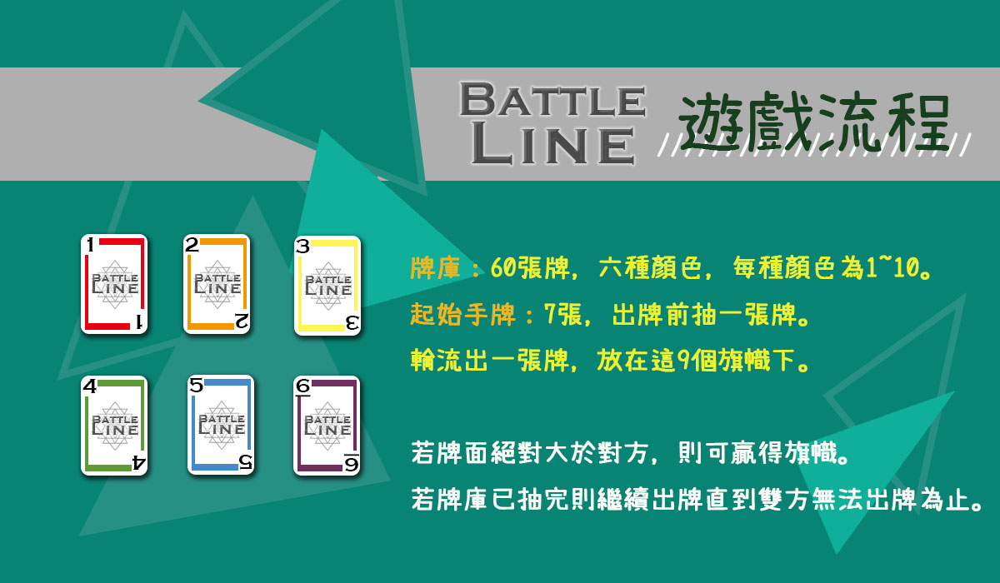 BATTLE
LINE
遊戲流程
1
BATTLE
LINE
1
2
BATTLE
LINE
2
3
BATTLE
LINE
3
牌庫：60張牌，六種顏色，每種顏色為1~10。
起始手牌：7張，出牌前抽一張牌。
輪流出一張牌，放在這9個旗幟下。
4
BATTLE
LINE
4
5
BATTLE
LINE
5
6
BATTLE
LINE
6
若牌面絕對大於對方，則可贏得旗幟。
若牌庫已抽完則繼續出牌直到雙方無法出牌為止。